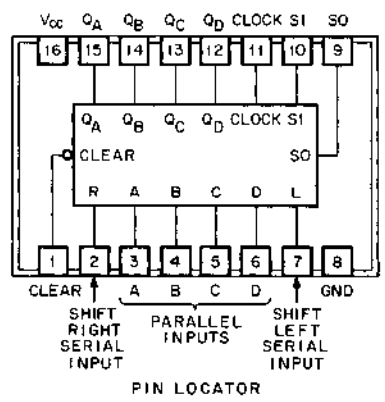 Vcc QA QB QC QD CLOCK S1 SO
16 15 14 13 12 11 10 9
QA QB QC QD CLOCK S1
CLEAR SO
R A B C D L
1 2 3 4 5 6 7 8
CLEAR A B C D GND
SHIFT RIGHT SERIAL INPUT
PARALLEL INPUTS
SHIFT LEFT SERIAL INPUT
PIN LOCATOR